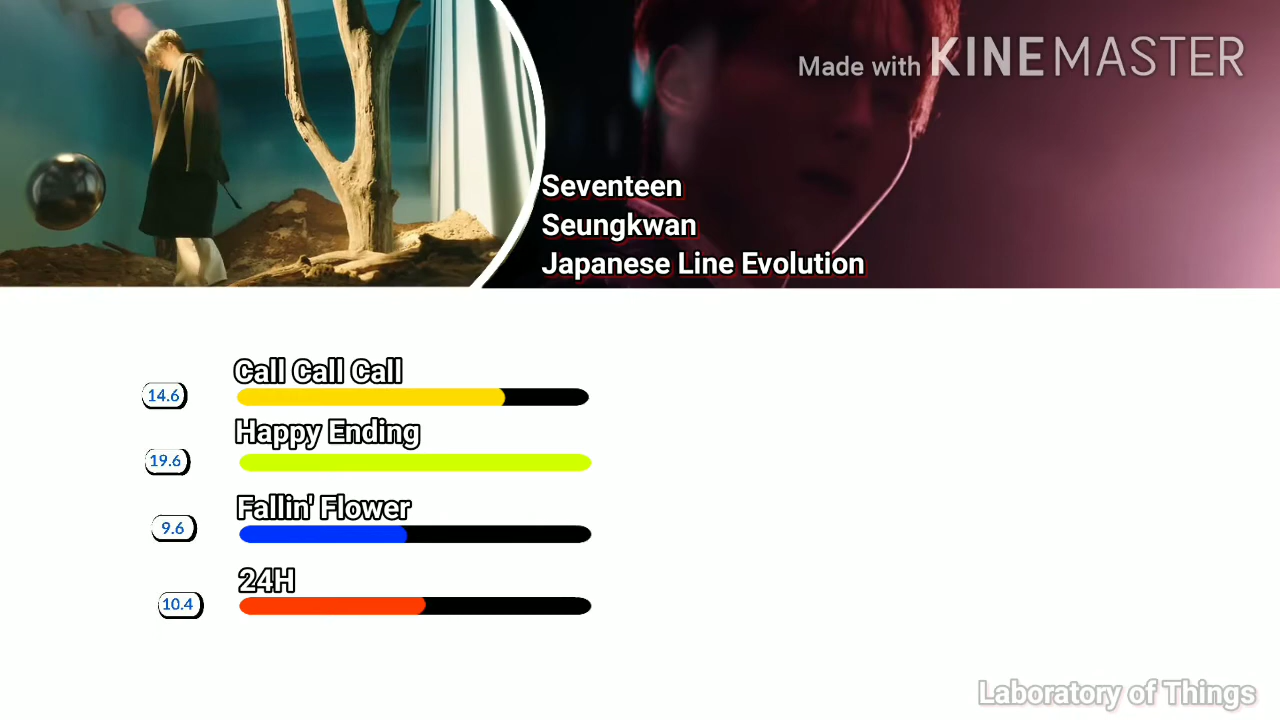 Made with KINEMASTER
Seventeen
Seungkwan
Japanese Line Evolution
Call Call Call
14.6
Happy Ending
19.6
Fallin' Flower
9.6
24H
10.4
Laboratory of Things